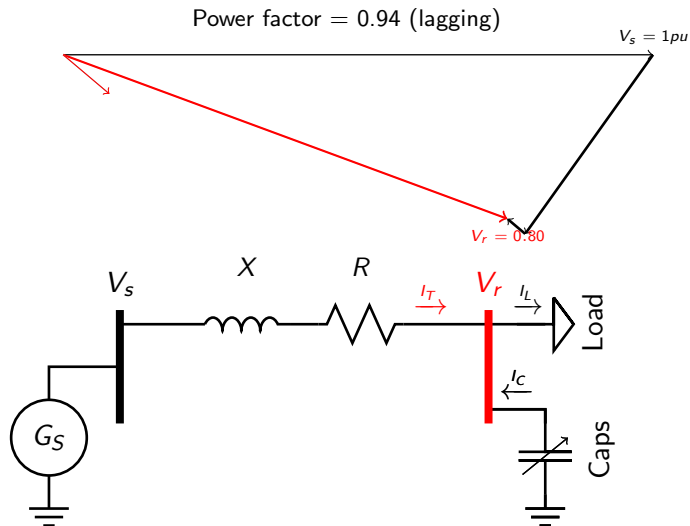 Power factor = 0.94 (lagging)
V_s = 1pu
V_r = 0.80
V_s
X
R
I_T
V_r
I_L
Load
I_C
G_S
Caps